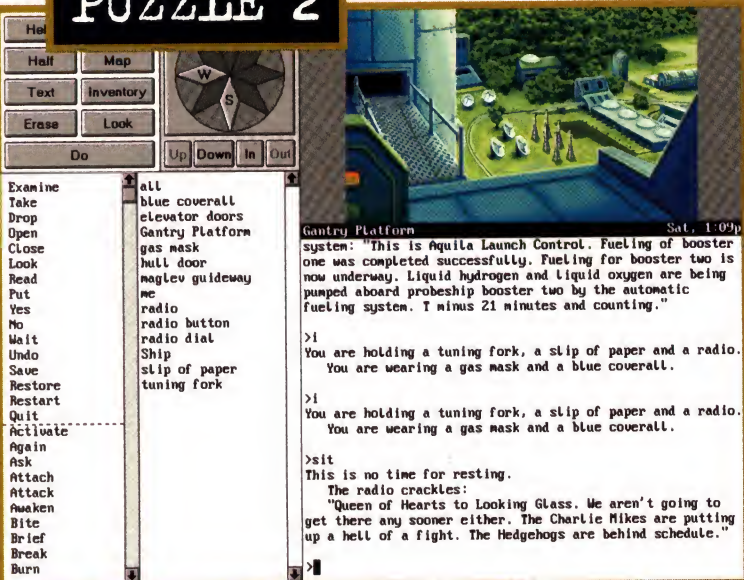 PUZZLE 2
Half
Map
Text
Inventory
Erase
Look
Do
W
S
Up
Down
In
Out
Examine
Take
Drop
Open
Close
Look
Read
Put
Yes
No
Wait
Undo
Save
Restore
Restart
Quit
Activate
Again
Ask
Attach
Attack
Awaken
Bite
Brief
Break
Burn
all
blue coverall
elevator doors
Gantry Platform
gas mask
hull door
maglev guideway
me
radio
radio button
radio dial
Ship
slip of paper
tuning fork
Gantry Platform
Sat, 1:09p
system: "This is Aquila Launch Control. Fueling of booster
one was completed successfully. Fueling for booster two is
now underway. Liquid hydrogen and liquid oxygen are being
pumped aboard probeship booster two by the automatic
fueling system. T minus 21 minutes and counting."
>i
You are holding a tuning fork, a slip of paper and a radio.
You are wearing a gas mask and a blue coverall.
>i
You are holding a tuning fork, a slip of paper and a radio.
You are wearing a gas mask and a blue coverall.
>sit
This is no time for resting.
The radio crackles:
"Queen of Hearts to Looking Glass. We aren't going to
get there any sooner either. The Charlie Mikes are putting
up a hell of a fight. The Hedgehogs are behind schedule."
>